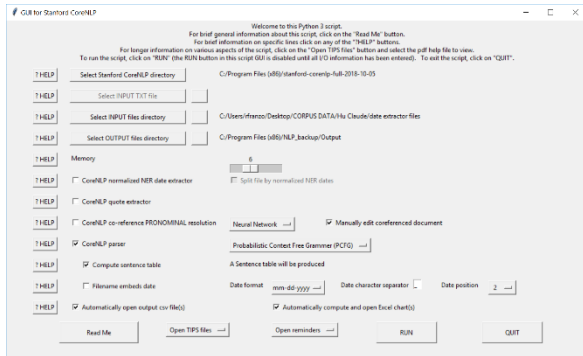 GUI for Stanford CoreNLP
Welcome to this Python 3 script.
For brief general information about this script, click on the "Read Me" button.
For brief information on specific lines click on any of the "?HELP" buttons.
For longer information on various aspects of the script, click on the "Open TIPS files" button and select the pdf help file to view.
To run the script, click on "RUN" (the RUN button in this script GUI is disabled until all I/O information has been entered). To exit the script, click on "QUIT".
? HELP Select Stanford CoreNLP directory C:/Program Files (x86)/stanford-corenlp-full-2018-10-05
? HELP Select INPUT TXT file
? HELP Select INPUT files directory C:/Users/rfranzo/Desktop/CORPUS DATA/Hu Claude/date extractor files
? HELP Select OUTPUT files directory C:/Program Files (x86)/NLP_backup/Output
? HELP Memory 6
? HELP CoreNLP normalized NER date extractor Split file by normalized NER dates
? HELP CoreNLP quote extractor
? HELP CoreNLP co-reference PRONOMINAL resolution Neural Network Manually edit coreferenced document
? HELP CoreNLP parser Probabilistic Context Free Grammer (PCFG)
? HELP Compute sentence table A Sentence table will be produced
? HELP Filename embeds date Date format mm-dd-yyyy Date character separator _ Date position 2
? HELP Automatically open output csv file(s) Automatically compute and open Excel chart(s)
Read Me Open TIPS files Open reminders RUN QUIT